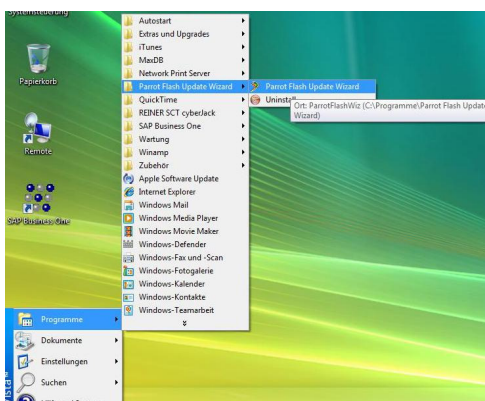 Systemsteuerung
Papierkorb
Remote
SAP Business One
Autostart
Extras und Upgrades
iTunes
MaxDB
Network Print Server
Parrot Flash Update Wizard
QuickTime
REINER SCT cyberJack
SAP Business One
Wartung
Winamp
Zubehör
Apple Software Update
Internet Explorer
Windows Mail
Windows Media Player
Windows Movie Maker
Windows-Defender
Windows-Fax und -Scan
Windows-Fotogalerie
Windows-Kalender
Windows-Kontakte
Windows-Teamarbeit
Parrot Flash Update Wizard
Uninstall
Ort: ParrotFlashWiz (C:\Programme\Parrot Flash Update
Wizard)
Programme
Dokumente
Einstellungen
Suchen
ista™